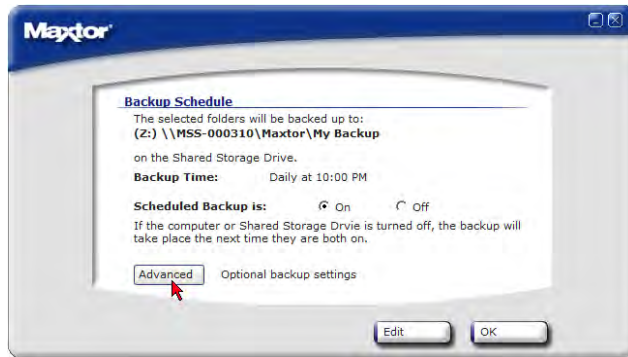 Maxtor
Backup Schedule
The selected folders will be backed up to:
(Z:) \\MSS-000310\Maxtor\My Backup
on the Shared Storage Drive.
Backup Time: Daily at 10:00 PM
Scheduled Backup is: On Off
If the computer or Shared Storage Drvie is turned off, the backup will
take place the next time they are both on.
Advanced Optional backup settings
Edit OK